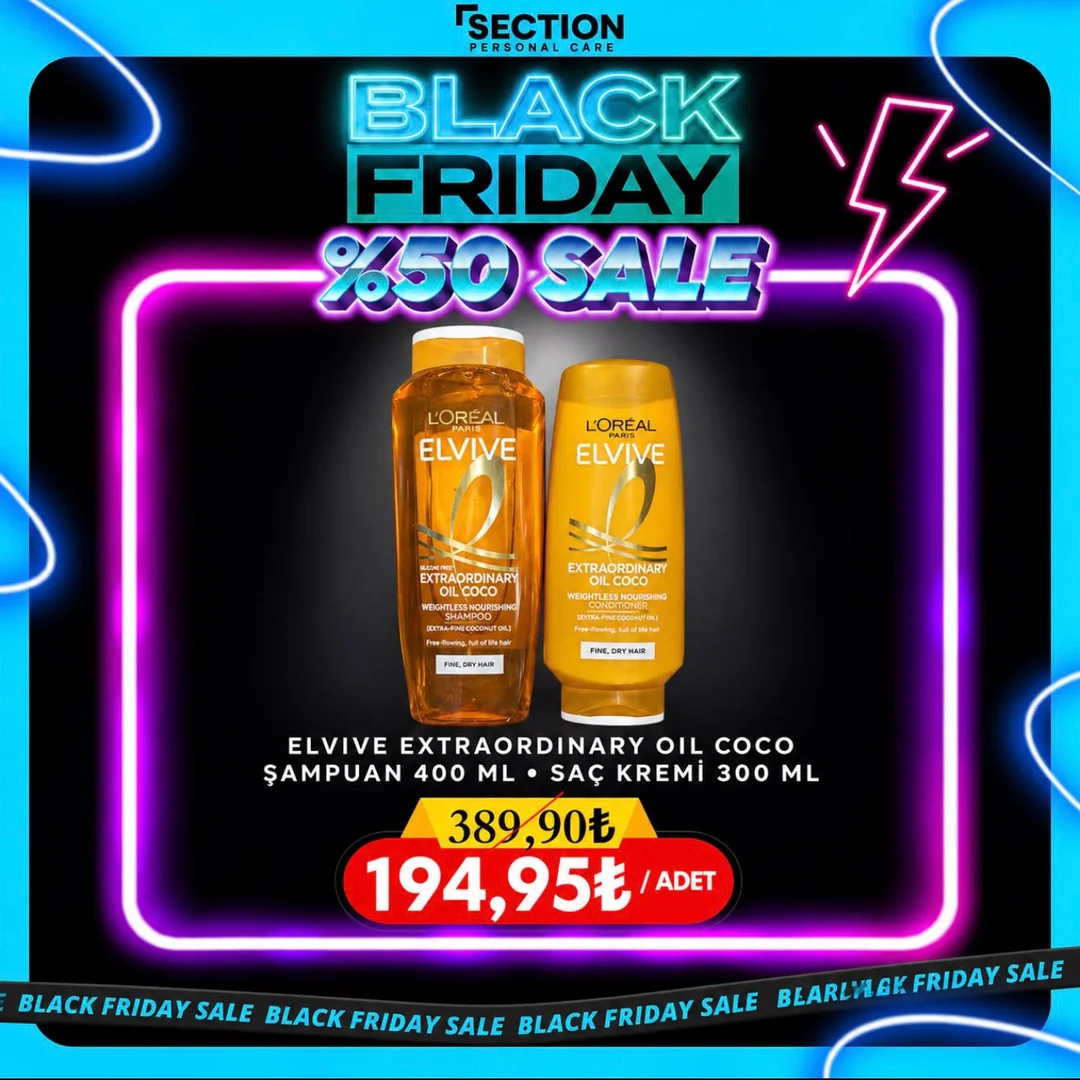 SECTION
PERSONAL CARE
BLACK
FRIDAY
%50 SALE
L'ORÉAL
PARIS
ELVIVE
SILICONE FREE*
EXTRAORDINARY
OIL COCO
WEIGHTLESS NOURISHING
SHAMPOO
[EXTRA-FINE COCONUT OIL]
Free-flowing, full of life hair
FINE, DRY HAIR
L'ORÉAL
PARIS
ELVIVE
EXTRAORDINARY
OIL COCO
WEIGHTLESS NOURISHING
CONDITIONER
[EXTRA-FINE COCONUT OIL]
Free-flowing, full of life hair
FINE, DRY HAIR
ELVIVE EXTRAORDINARY OIL COCO
ŞAMPUAN 400 ML • SAÇ KREMİ 300 ML
389,90₺
194,95₺ / ADET
E BLACK FRIDAY SALE BLACK FRIDAY SALE BLACK FRIDAY SALE FRIDAY SALE